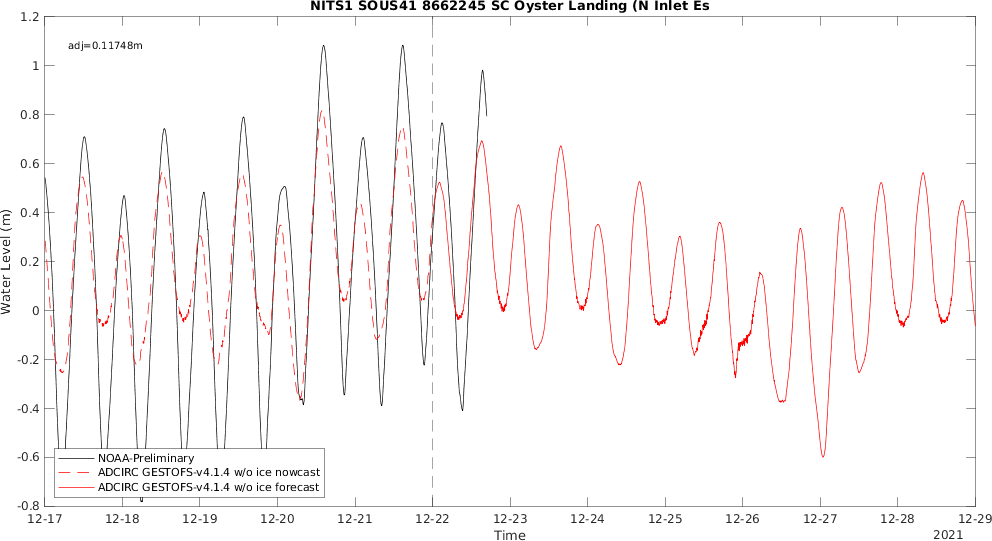 NITS1 SOUS41 8662245 SC Oyster Landing (N Inlet Es
adj=0.11748m
1.2
1
0.8
0.6
0.4
0.2
0
-0.2
-0.4
-0.6
-0.8
Water Level (m)
NOAA-Preliminary
ADCIRC GESTOFS-v4.1.4 w/o ice nowcast
ADCIRC GESTOFS-v4.1.4 w/o ice forecast
12-17 12-18 12-19 12-20 12-21 12-22 12-23 12-24 12-25 12-26 12-27 12-28 12-29
Time
2021